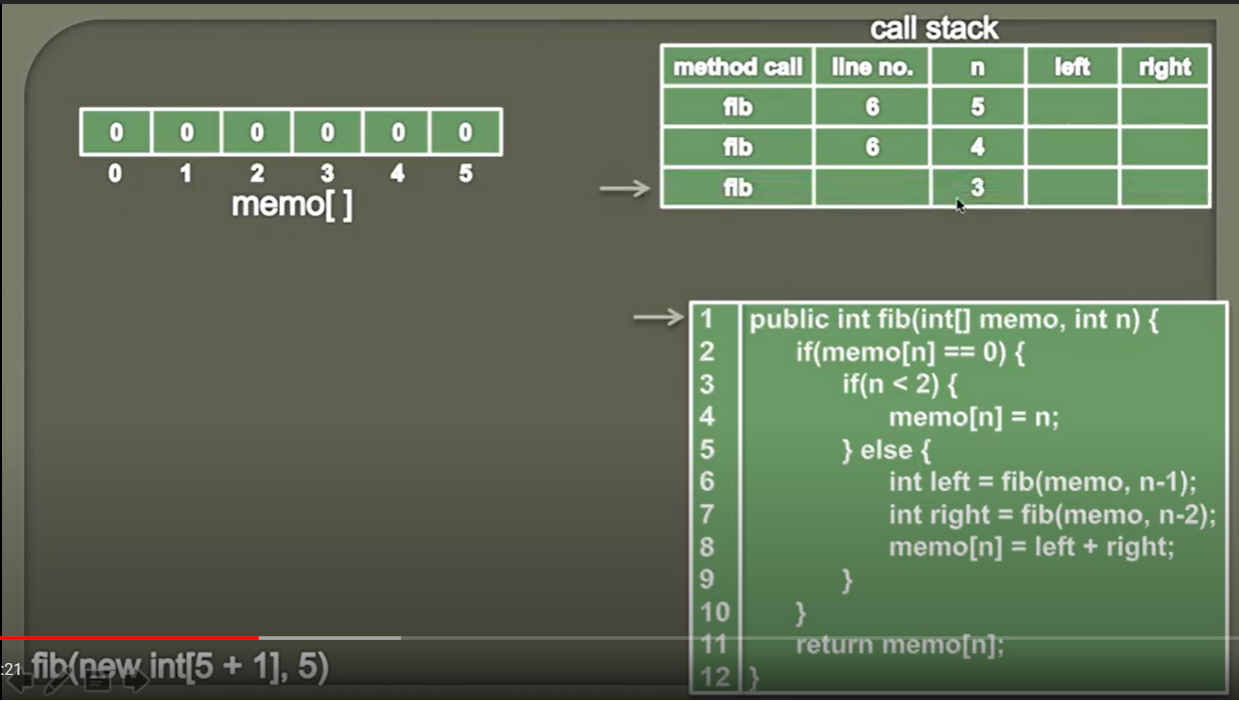 call stack
method call line no. n left right
fib 6 5
fib 6 4
fib 3
0 0 0 0 0 0
0 1 2 3 4 5
memo[ ]
1 public int fib(int[] memo, int n) {
2 if(memo[n] == 0) {
3 if(n < 2) {
4 memo[n] = n;
5 } else {
6 int left = fib(memo, n-1);
7 int right = fib(memo, n-2);
8 memo[n] = left + right;
9 }
10 }
11 return memo[n];
12 }
:21 fib(new int[5 + 1], 5)